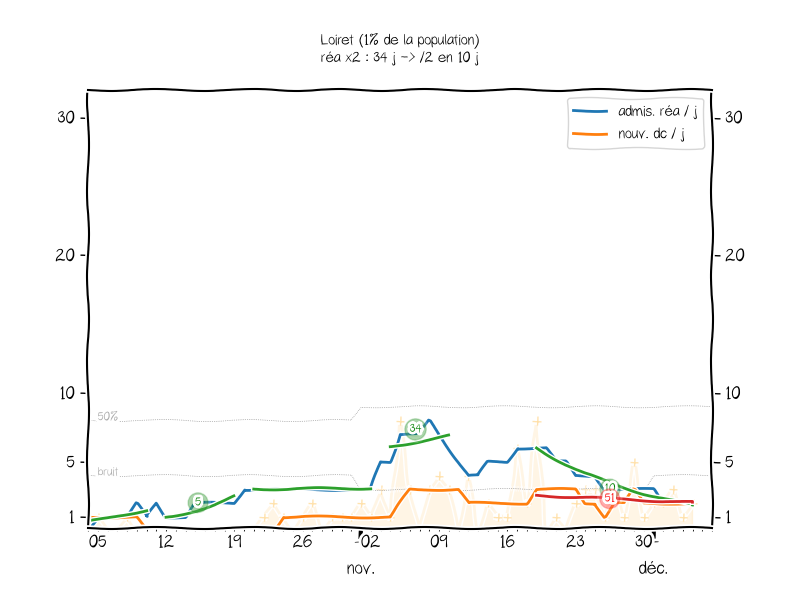 Loiret (1% de la population)
réa x2 : 34 j -> /2 en 10 j
admis. réa / j
nouv. dc / j
30
30
20
20
10
10
50%
34
5
5
bruit
10
51
5
1
1
05 12 19 26 02 09 16 23 30
nov. déc.